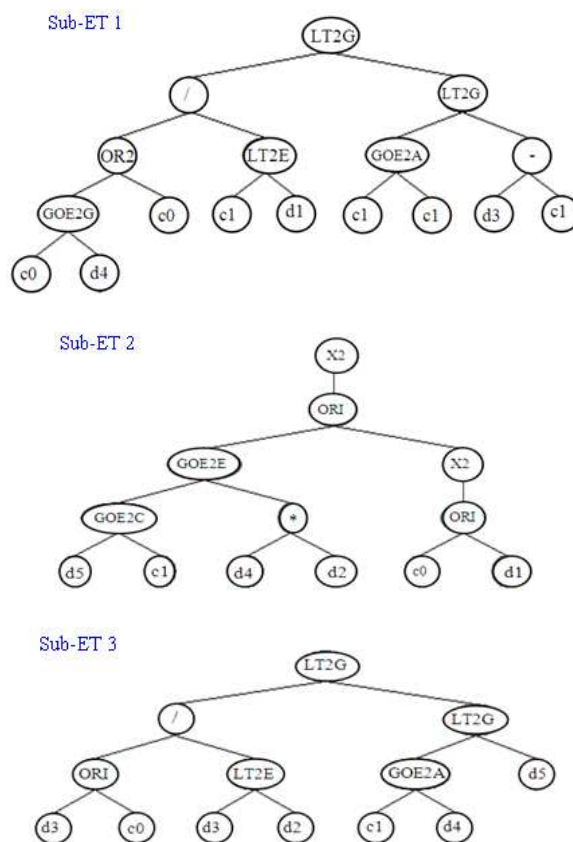 Sub-ET 1
LT2G
/ LT2G
OR2 LT2E GOE2A -
GOE2G c0 c1 d1 c1 c1 d3 c1
c0 d4
Sub-ET 2
X2
ORI
GOE2E X2
GOE2C * ORI
d5 c1 d4 d2 c0 d1
Sub-ET 3
LT2G
/ LT2G
ORI LT2E GOE2A d5
d3 c0 d3 d2 c1 d4